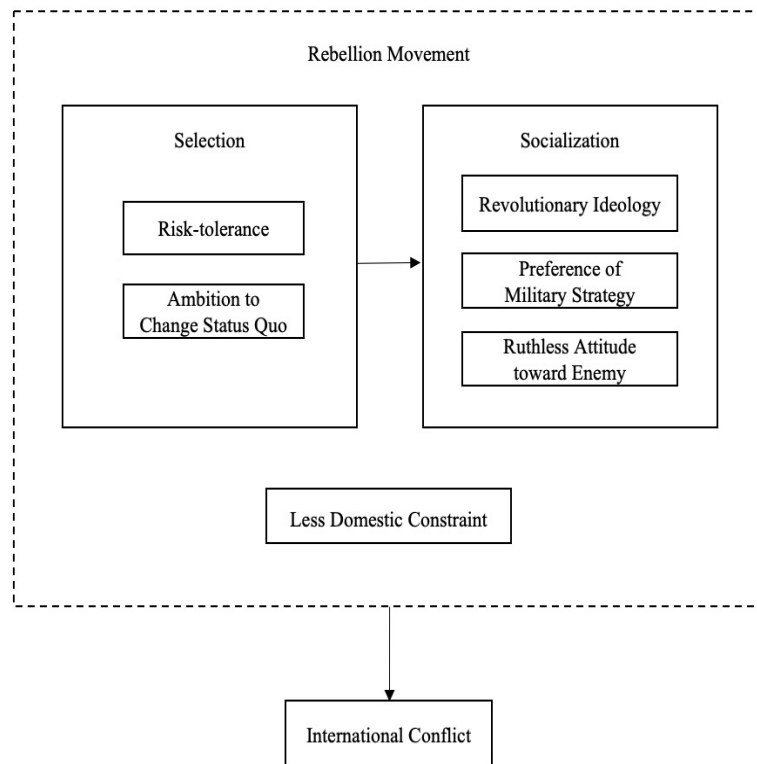 Rebellion Movement
Selection
Risk-tolerance
Ambition to
Change Status Quo
Socialization
Revolutionary Ideology
Preference of
Military Strategy
Ruthless Attitude
toward Enemy
Less Domestic Constraint
International Conflict